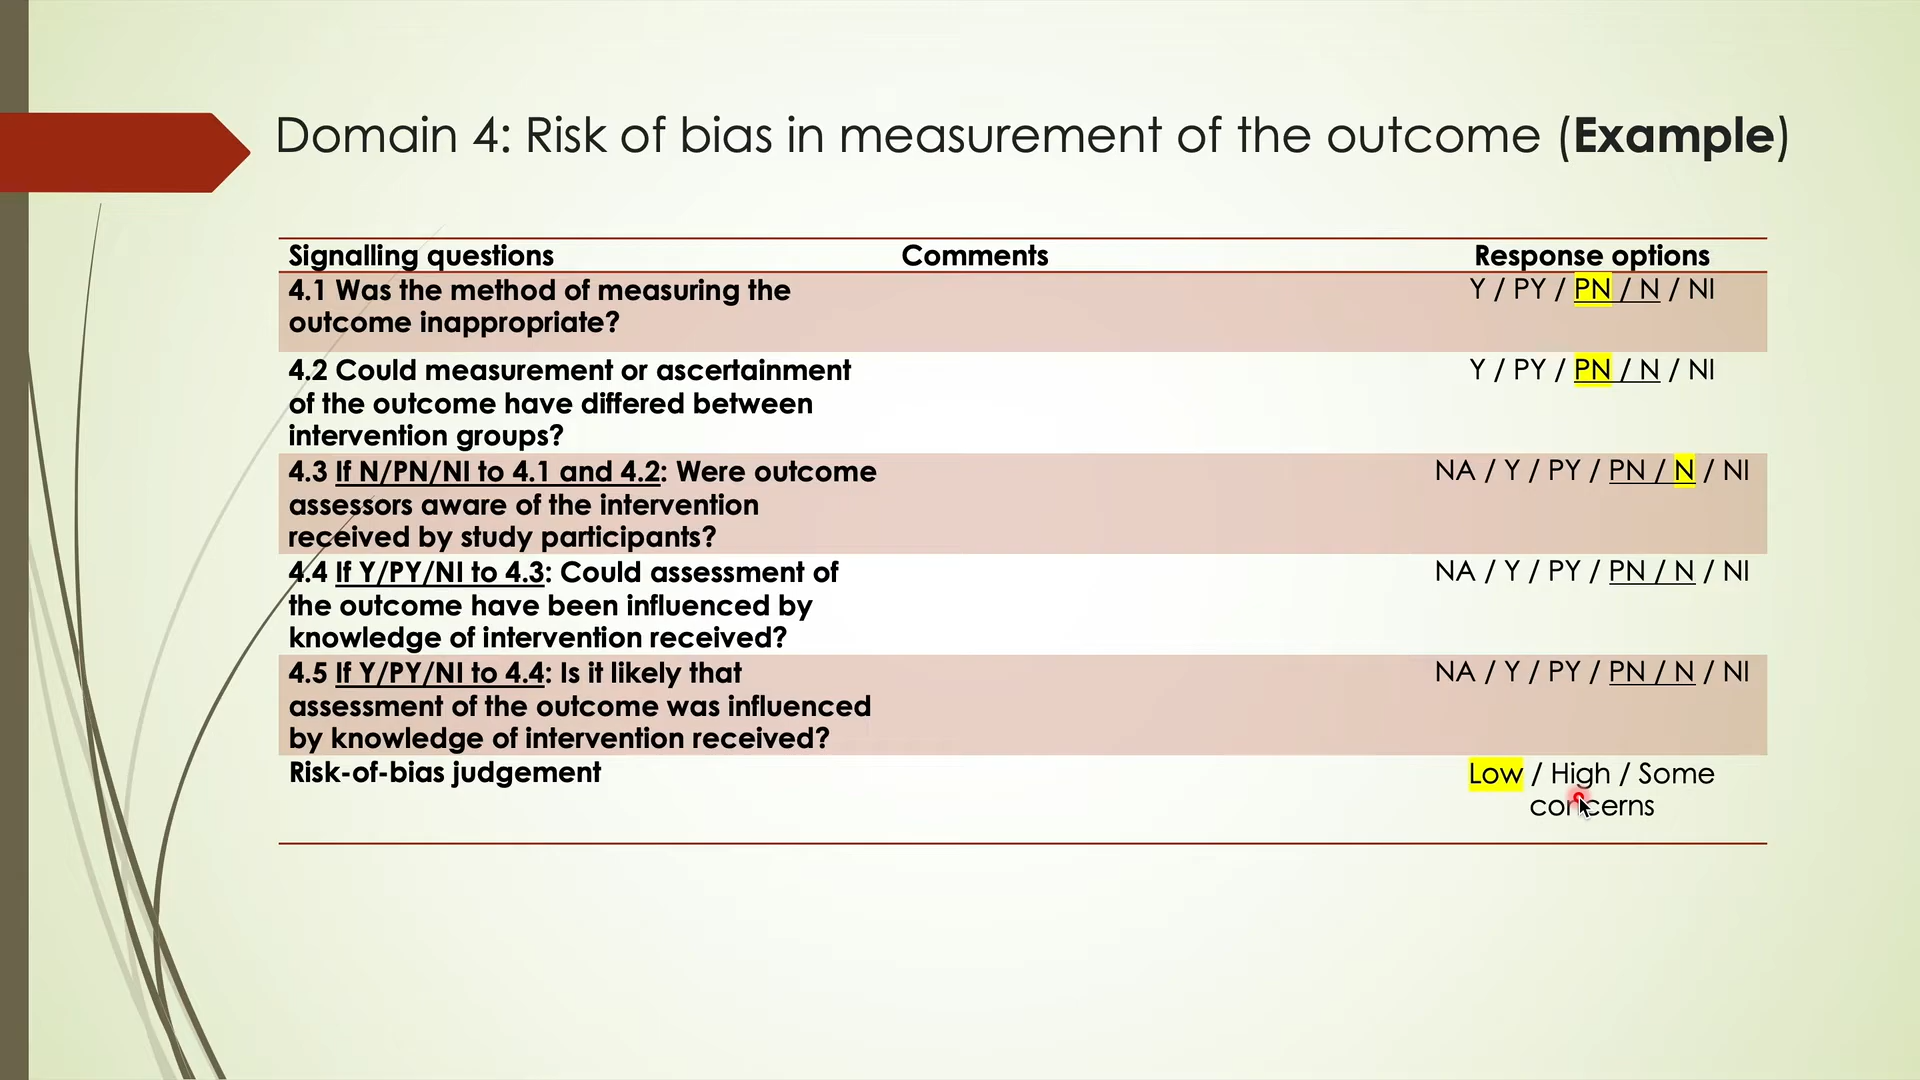 Domain 4: Risk of bias in measurement of the outcome (Example)
Signalling questions Comments Response options
4.1 Was the method of measuring the Y / PY / PN / N / NI
outcome inappropriate?
4.2 Could measurement or ascertainment Y / PY / PN / N / NI
of the outcome have differed between
intervention groups?
4.3 If N/PN/NI to 4.1 and 4.2: Were outcome NA / Y / PY / PN / N / NI
assessors aware of the intervention
received by study participants?
4.4 If Y/PY/NI to 4.3: Could assessment of NA / Y / PY / PN / N / NI
the outcome have been influenced by
knowledge of intervention received?
4.5 If Y/PY/NI to 4.4: Is it likely that NA / Y / PY / PN / N / NI
assessment of the outcome was influenced
by knowledge of intervention received?
Risk-of-bias judgement Low / High / Some
concerns